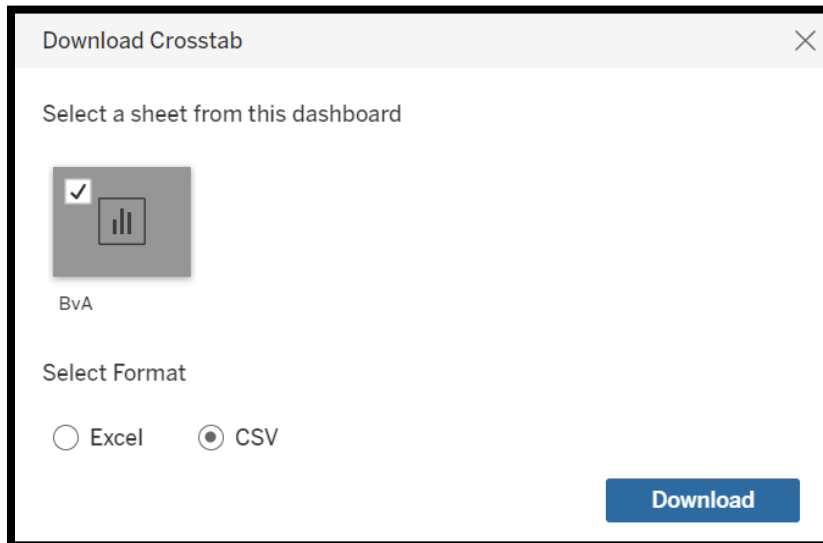 Download Crosstab
Select a sheet from this dashboard
BvA
Select Format
Excel CSV
Download